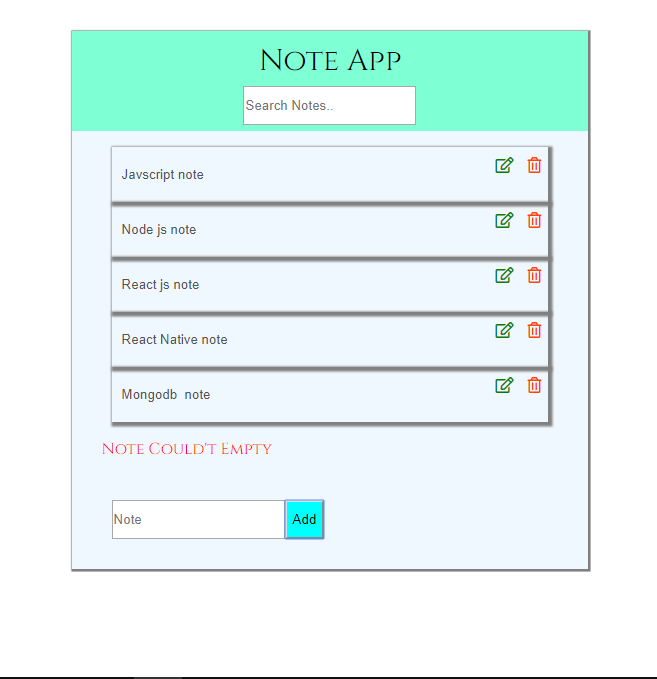 Note App
Search Notes..
Javscript note
Node js note
React js note
React Native note
Mongodb  note
Note Could't Empty
Note
Add